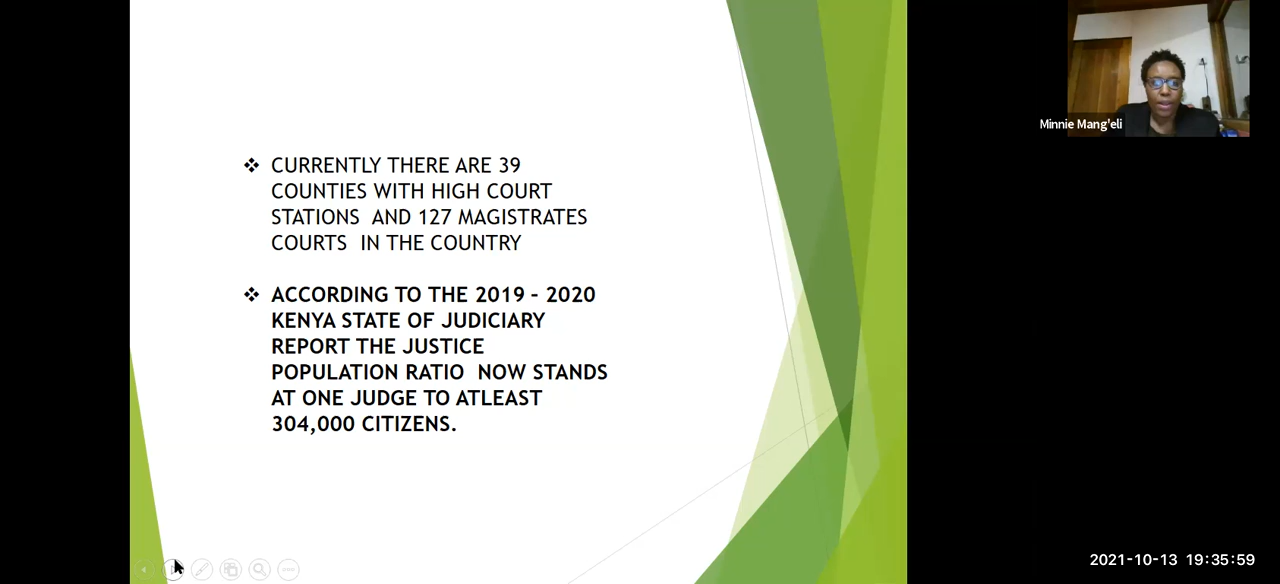 ❖ CURRENTLY THERE ARE 39
COUNTIES WITH HIGH COURT
STATIONS  AND 127 MAGISTRATES
COURTS  IN THE COUNTRY
❖ ACCORDING TO THE 2019 – 2020
KENYA STATE OF JUDICIARY
REPORT THE JUSTICE
POPULATION RATIO  NOW STANDS
AT ONE JUDGE TO ATLEAST
304,000 CITIZENS.
Minnie Mang'eli
2021-10-13 19:35:59